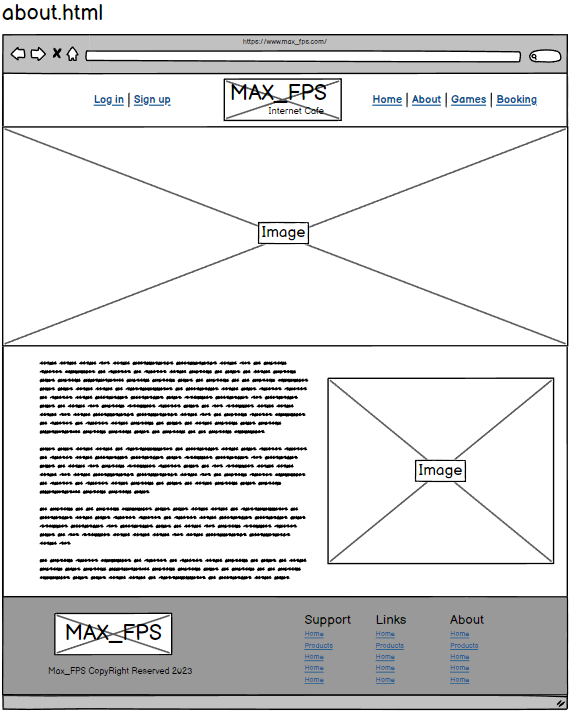 about.html
https://www.max_fps.com/
Log in | Sign up
MAX_FPS
Internet Cafe
Home | About | Games | Booking
Image
Image
MAX_FPS
Max_FPS CopyRight Reserved 2023
Support
Home
Products
Home
Home
Home
Links
Home
Products
Home
Home
Home
About
Home
Products
Home
Home
Home